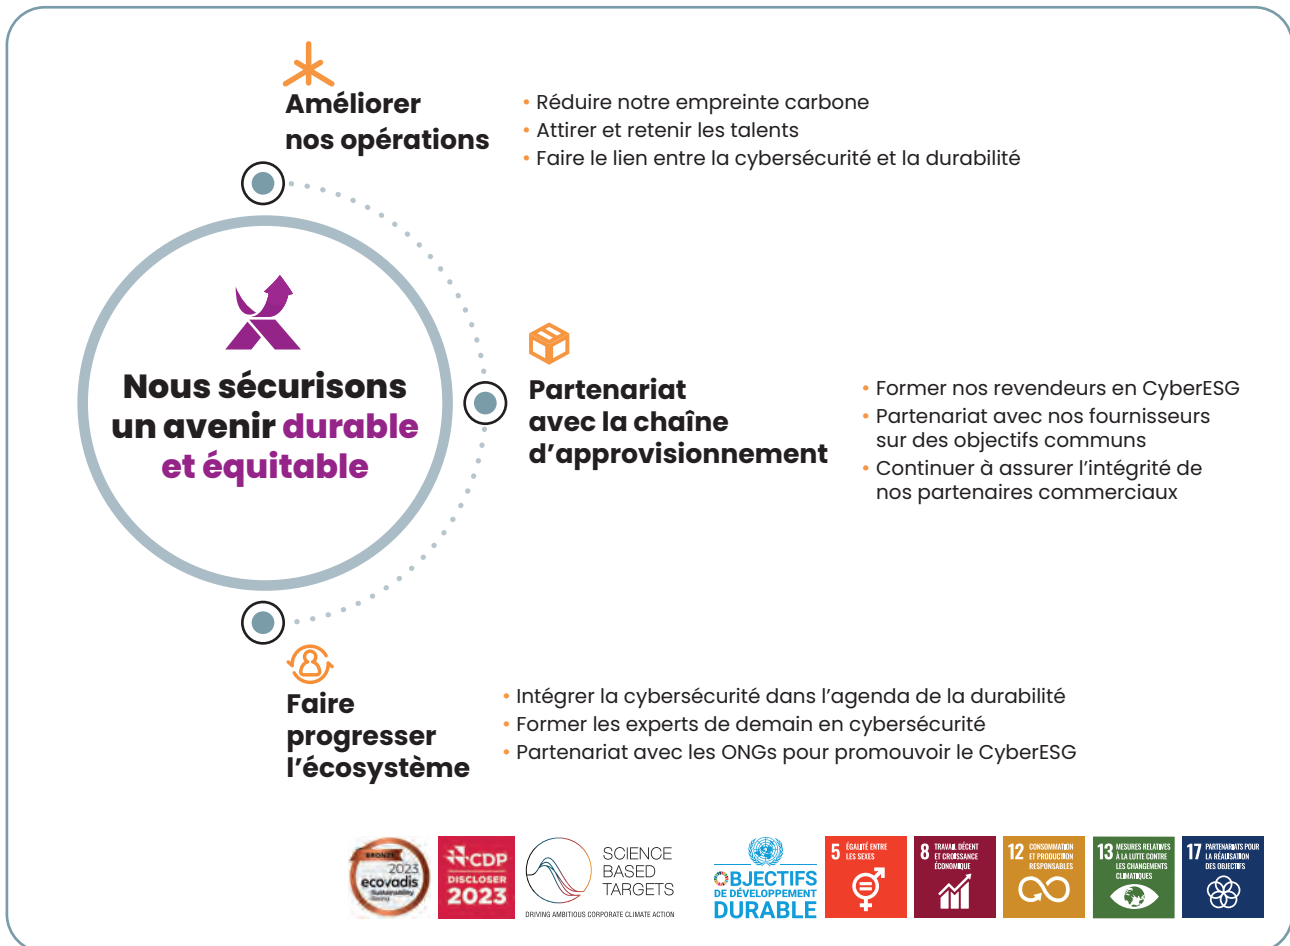 Améliorer
nos opérations
• Réduire notre empreinte carbone
• Attirer et retenir les talents
• Faire le lien entre la cybersécurité et la durabilité
Nous sécurisons
un avenir durable
et équitable
Partenariat
avec la chaîne
d’approvisionnement
• Former nos revendeurs en CyberESG
• Partenariat avec nos fournisseurs
sur des objectifs communs
• Continuer à assurer l’intégrité de
nos partenaires commerciaux
Faire
progresser
l’écosystème
• Intégrer la cybersécurité dans l’agenda de la durabilité
• Former les experts de demain en cybersécurité
• Partenariat avec les ONGs pour promouvoir le CyberESG
BRONZE
2023
ecovadis
Sustainability
Rating
CDP
DISCLOSER
2023
SCIENCE
BASED
TARGETS
DRIVING AMBITIOUS CORPORATE CLIMATE ACTION
OBJECTIFS
DE DÉVELOPPEMENT
DURABLE
5 ÉGALITÉ ENTRE
LES SEXES
8 TRAVAIL DÉCENT
ET CROISSANCE
ÉCONOMIQUE
12 CONSOMMATION
ET PRODUCTION
RESPONSABLES
13 MESURES RELATIVES
À LA LUTTE CONTRE
LES CHANGEMENTS
CLIMATIQUES
17 PARTENARIATS POUR
LA RÉALISATION
DES OBJECTIFS